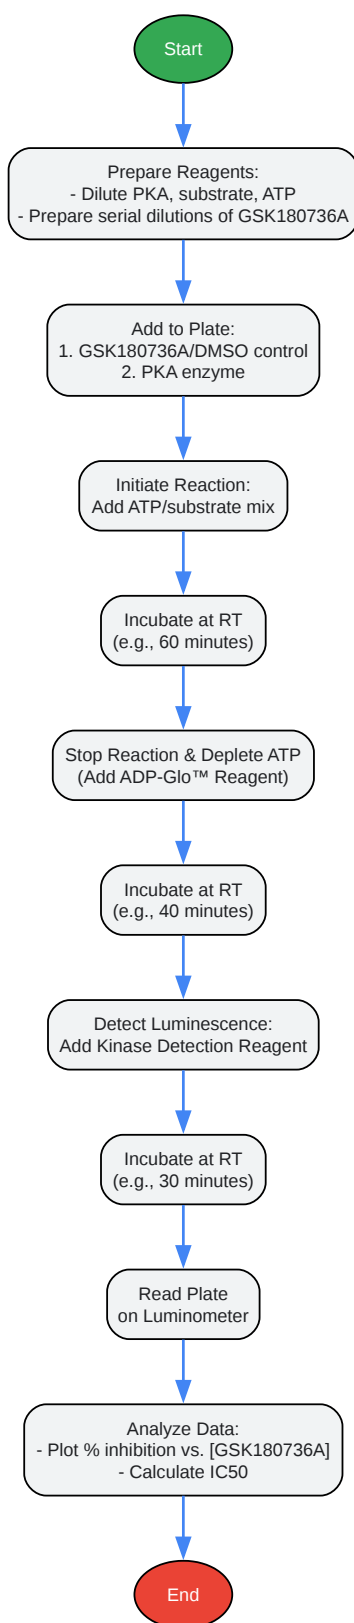 Start
Prepare Reagents:
- Dilute PKA, substrate, ATP
- Prepare serial dilutions of GSK180736A
Add to Plate:
1. GSK180736A/DMSO control
2. PKA enzyme
Initiate Reaction:
Add ATP/substrate mix
Incubate at RT
(e.g., 60 minutes)
Stop Reaction & Deplete ATP
(Add ADP-Glo™ Reagent)
Incubate at RT
(e.g., 40 minutes)
Detect Luminescence:
Add Kinase Detection Reagent
Incubate at RT
(e.g., 30 minutes)
Read Plate
on Luminometer
Analyze Data:
- Plot % inhibition vs. [GSK180736A]
- Calculate IC50
End